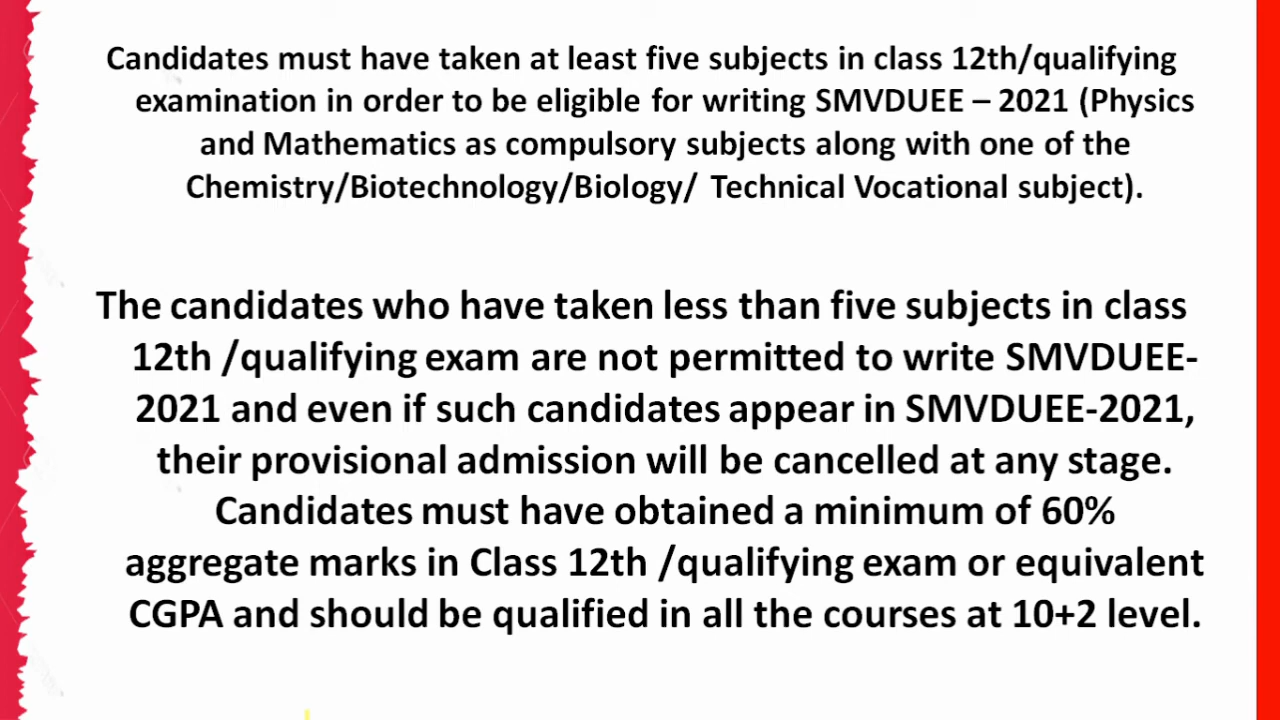 Candidates must have taken at least five subjects in class 12th/qualifying
examination in order to be eligible for writing SMVDUEE – 2021 (Physics
and Mathematics as compulsory subjects along with one of the
Chemistry/Biotechnology/Biology/ Technical Vocational subject).
The candidates who have taken less than five subjects in class
12th /qualifying exam are not permitted to write SMVDUEE-
2021 and even if such candidates appear in SMVDUEE-2021,
their provisional admission will be cancelled at any stage.
Candidates must have obtained a minimum of 60%
aggregate marks in Class 12th /qualifying exam or equivalent
CGPA and should be qualified in all the courses at 10+2 level.